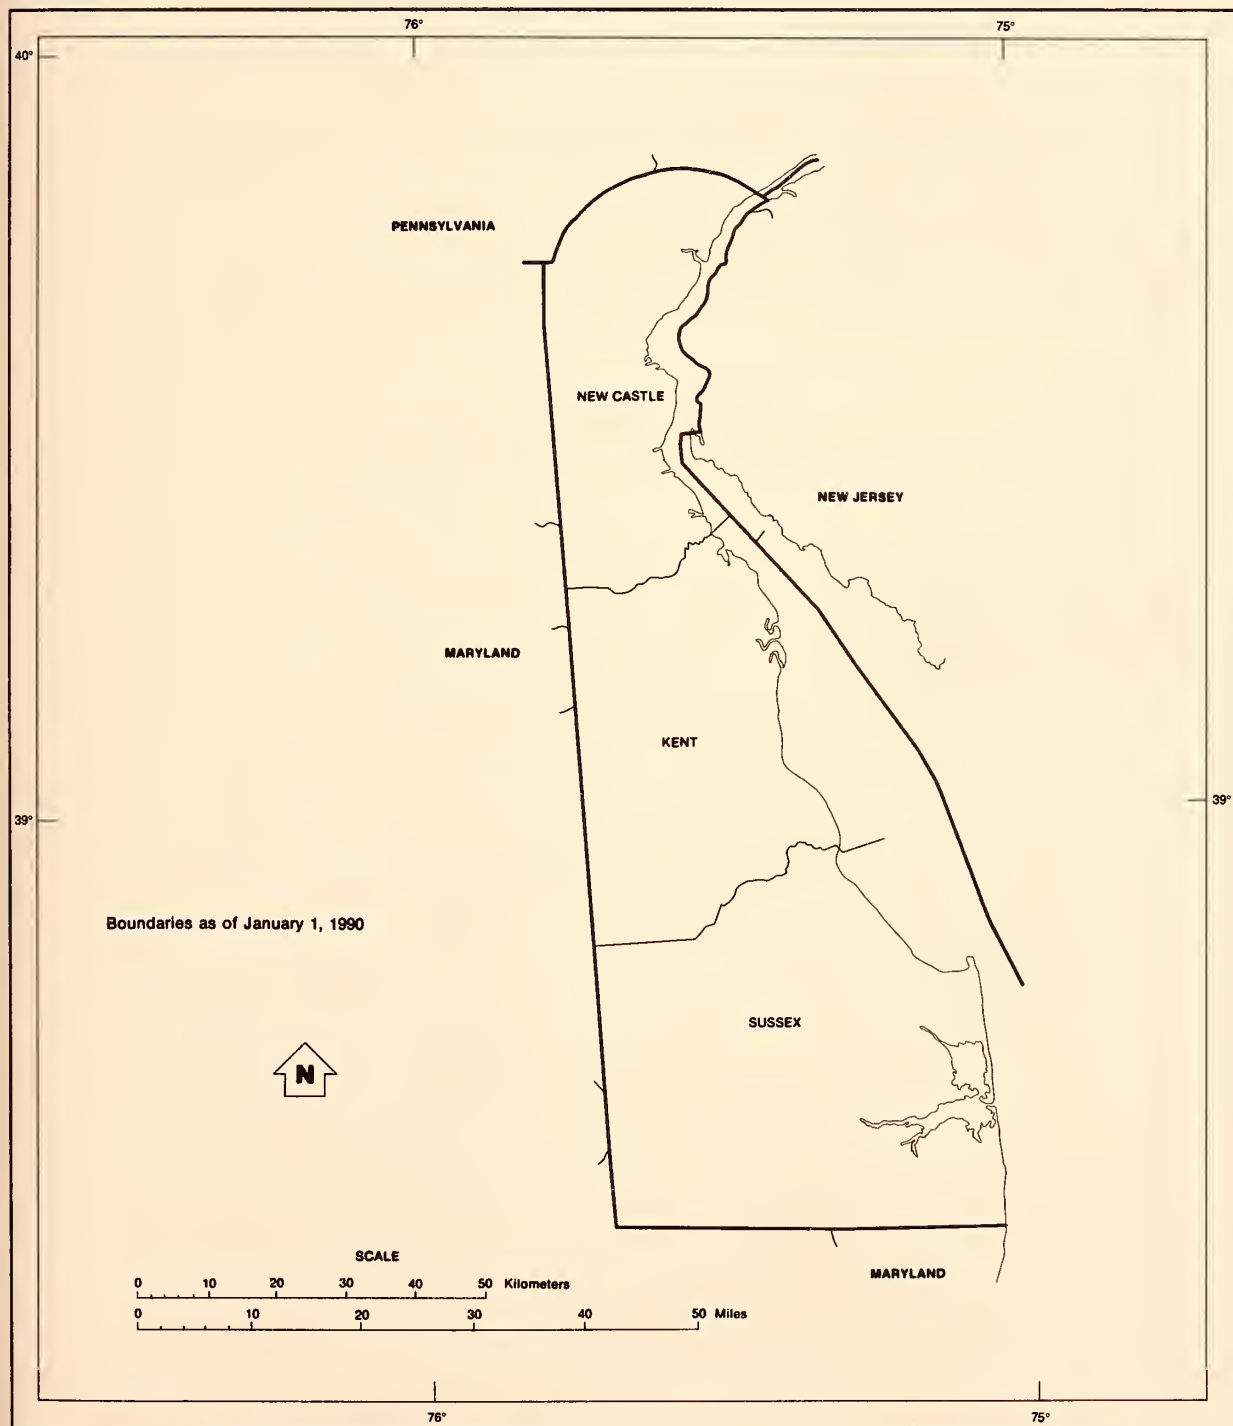 76°
75°
40°
PENNSYLVANIA
NEW CASTLE
NEW JERSEY
MARYLAND
KENT
39°
39°
Boundaries as of January 1, 1990
SUSSEX
N
SCALE
MARYLAND
0 10 20 30 40 50 Kilometers
0 10 20 30 40 50 Miles
76°
75°